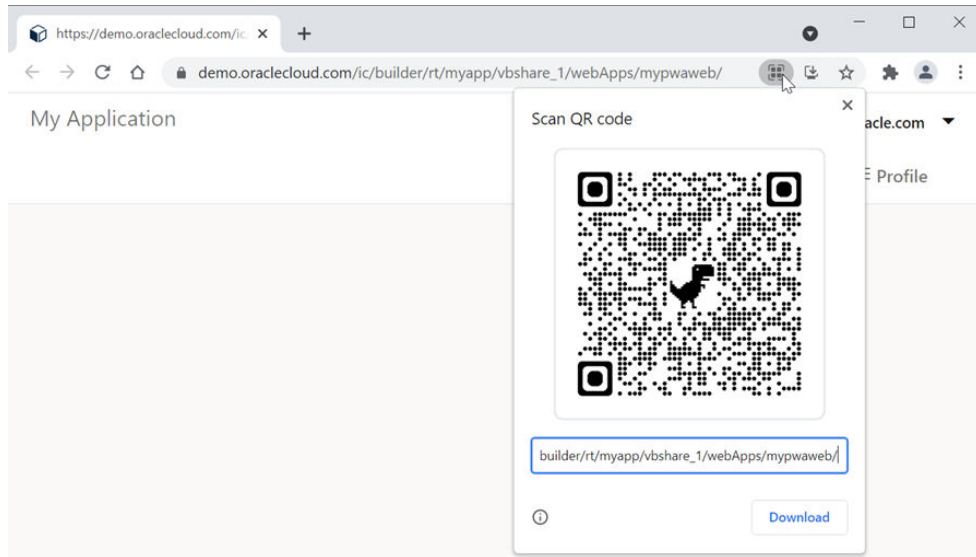 https://demo.oraclecloud.com/ic
demo.oraclecloud.com/ic/builder/rt/myapp/vbshare_1/webApps/mypwaweb/
My Application
Scan QR code
acle.com
Profile
builder/rt/myapp/vbshare_1/webApps/mypwaweb/
Download